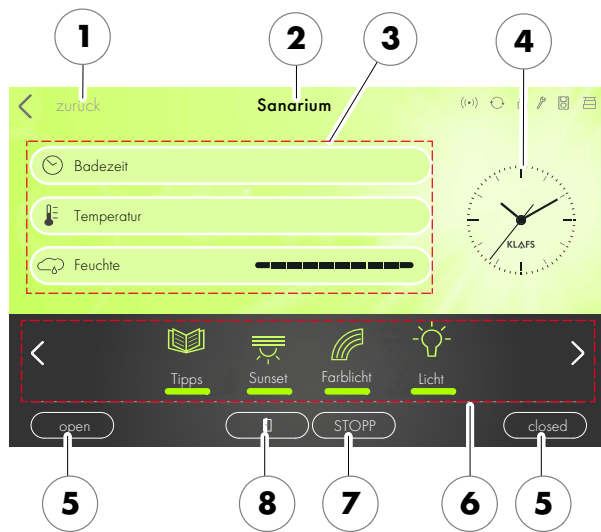 1 2 3 4
zurück Sanarium
Badezeit
Temperatur
Feuchte
KLAFS
Tipps Sunset Farblicht Licht
open STOPP closed
5 8 7 6 5